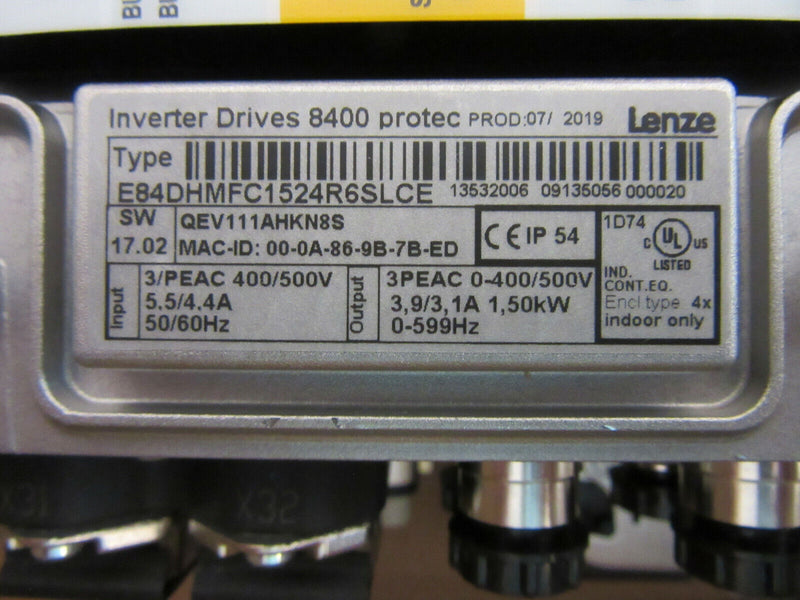 Inverter Drives 8400 protec PROD:07/ 2019 Lenze
Type
E84DHMFC1524R6SLCE 13532006 09135056 000020
SW
17.02
QEV111AHKN8S
MAC-ID: 00-0A-86-9B-7B-ED
CE IP 54
1D74
C UL US
LISTED
IND.
CONT.EQ.
Encl type 4x
indoor only
Input
3/PEAC 400/500V
5.5/4.4A
50/60Hz
Output
3PEAC 0-400/500V
3,9/3,1A 1,50kW
0-599Hz
X31
X32